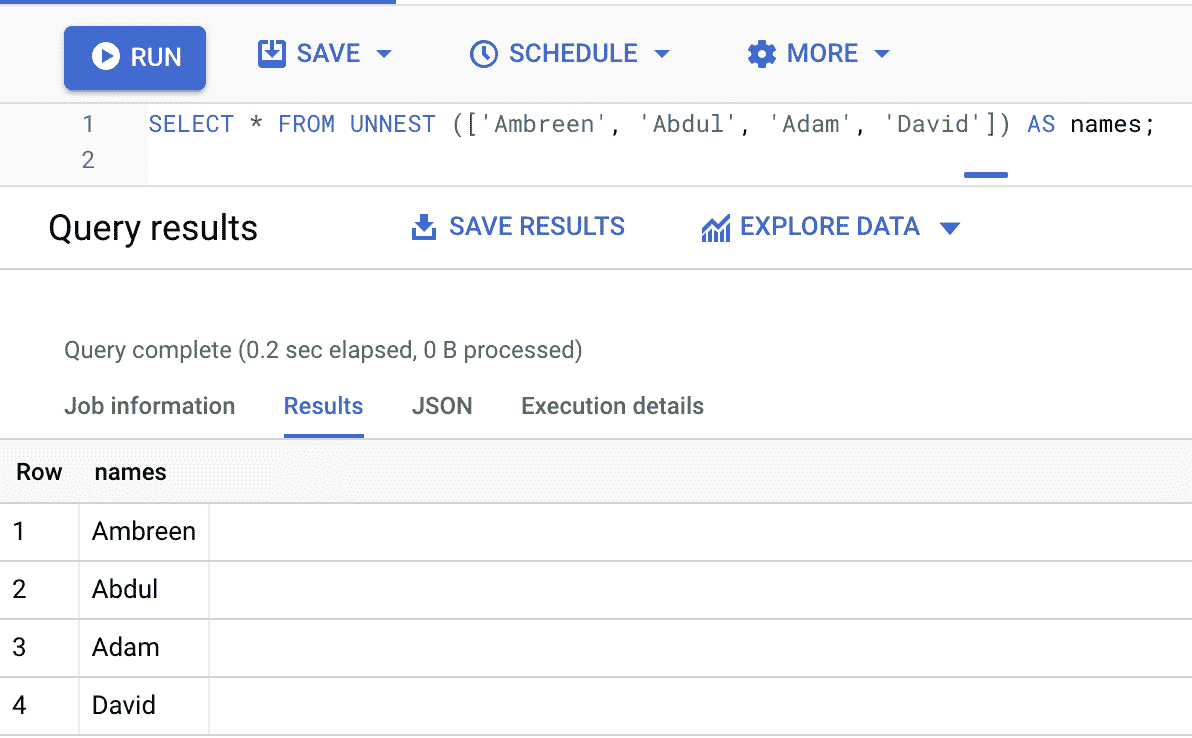 RUN SAVE SCHEDULE MORE
1 SELECT * FROM UNNEST (['Ambreen', 'Abdul', 'Adam', 'David']) AS names;
2
Query results SAVE RESULTS EXPLORE DATA
Query complete (0.2 sec elapsed, 0 B processed)
Job information Results JSON Execution details
Row names
1 Ambreen
2 Abdul
3 Adam
4 David